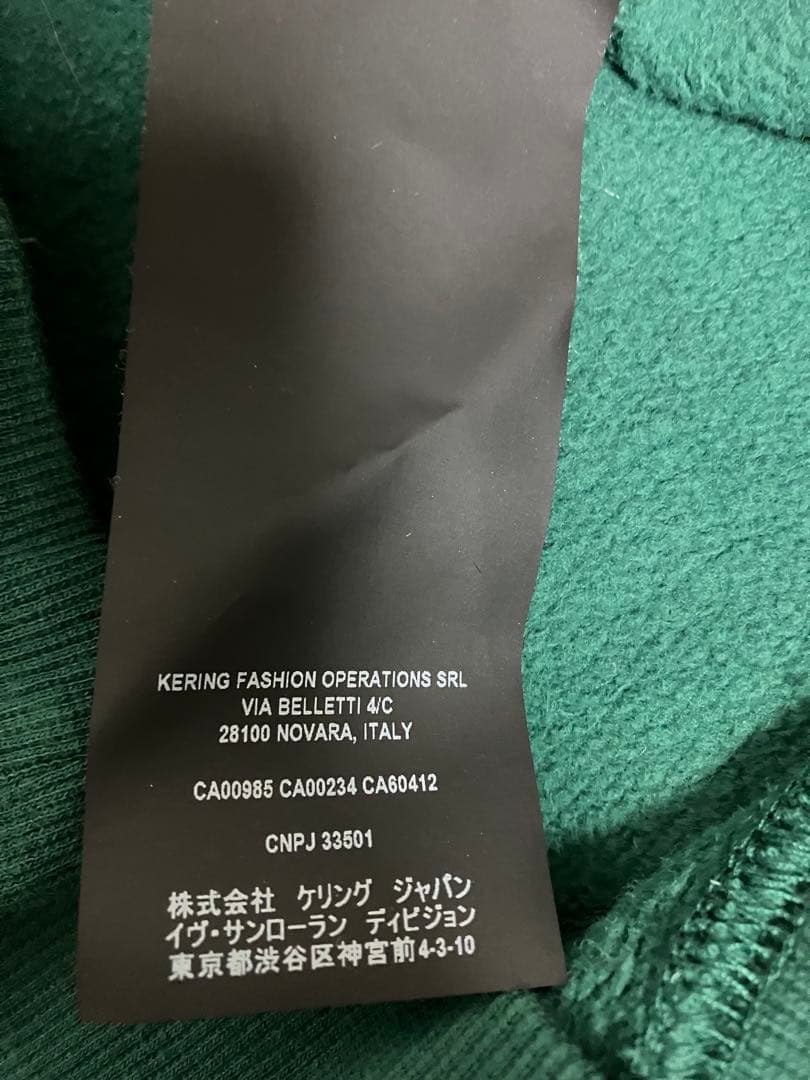 KERING FASHION OPERATIONS SRL
VIA BELLETTI 4/C
28100 NOVARA, ITALY
CA00985 CA00234 CA60412
CNPJ 33501
株式会社 ケリング ジャパン
イヴ・サンローラン ディビジョン
東京都渋谷区神宮前4-3-10